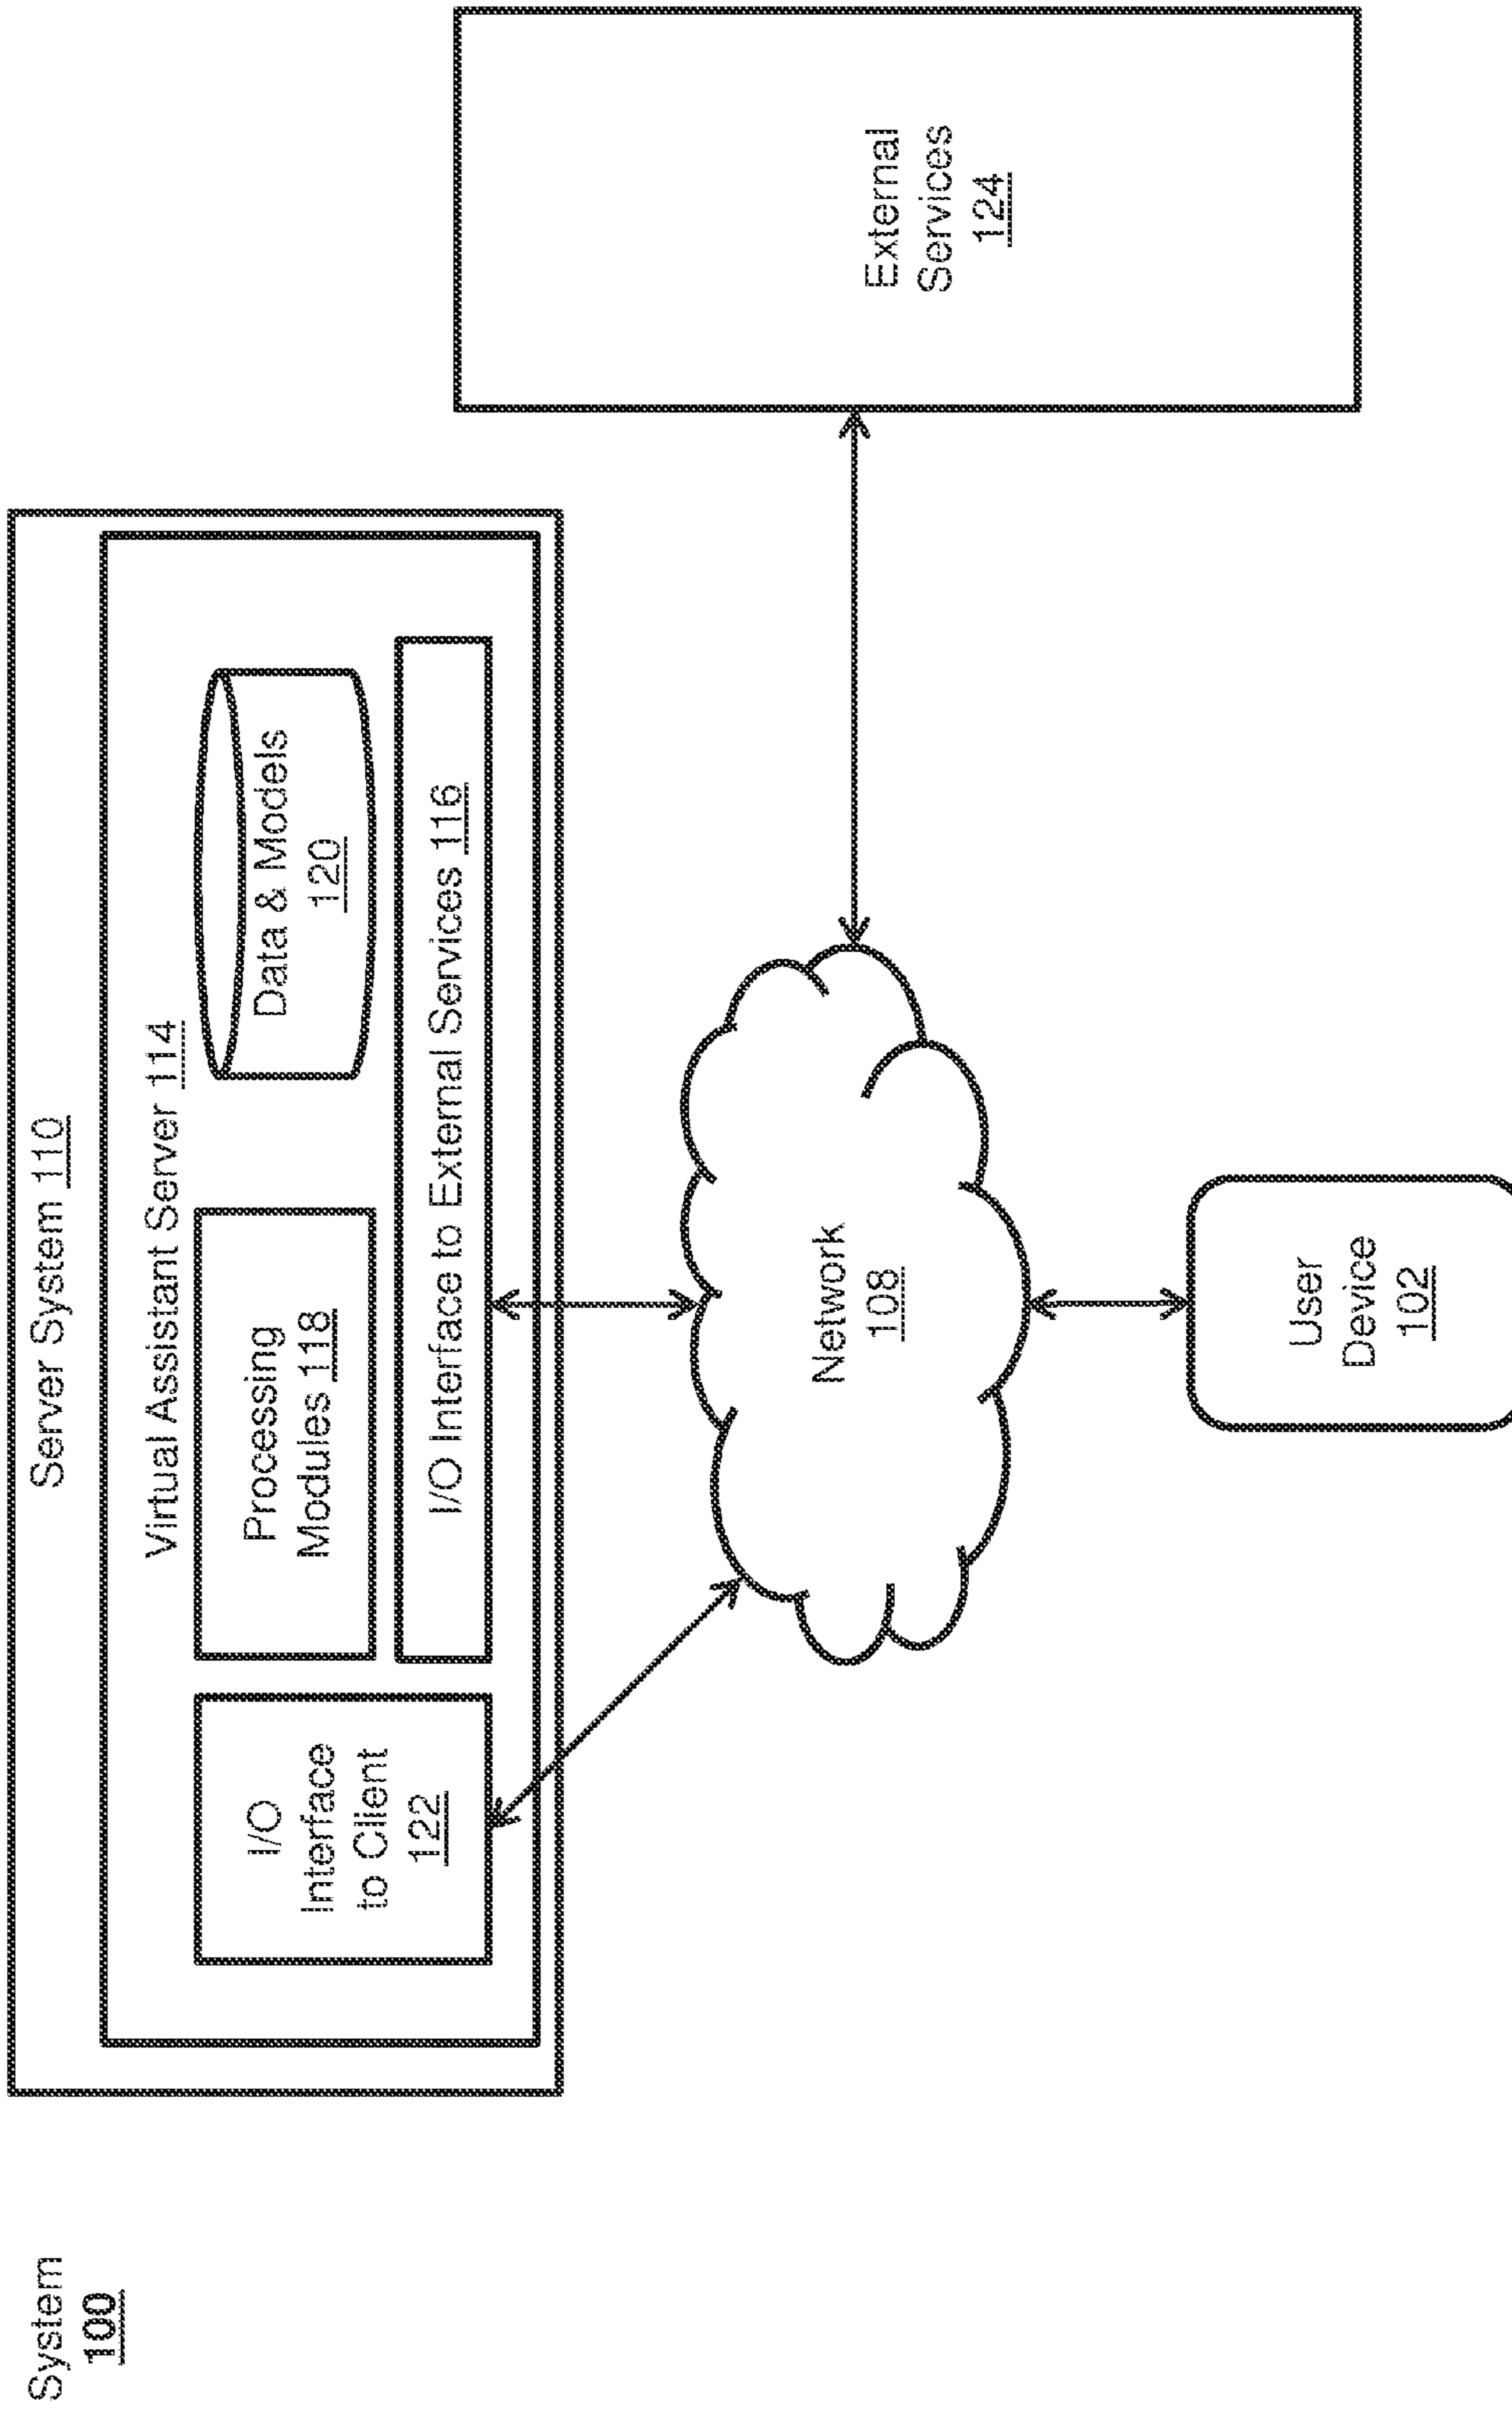 System
100
Server System 110
Virtual Assistant Server 114
I/O
Interface
to Client
122
Processing
Modules 118
Data & Models
120
I/O Interface to External Services 116
Network
108
External
Services
124
User
Device
102